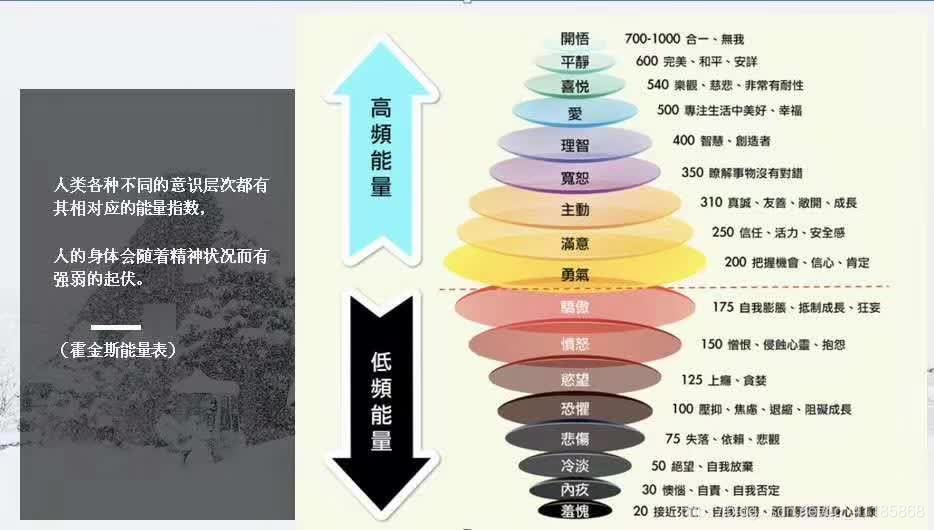 人类各种不同的意识层次都有
其相对应的能量指数，
人的身体会随着精神状况而有
强弱的起伏。
（霍金斯能量表）
高頻能量
低頻能量
開悟 700-1000 合一、無我
平靜 600 完美、和平、安詳
喜悅 540 樂觀、慈悲、非常有耐性
愛 500 專注生活中美好、幸福
理智 400 智慧、創造者
寬恕 350 瞭解事物沒有對錯
主動 310 真誠、友善、敞開、成長
滿意 250 信任、活力、安全感
勇氣 200 把握機會、信心、肯定
驕傲 175 自我膨脹、抵制成長、狂妄
憤怒 150 憎恨、侵蝕心靈、抱怨
慾望 125 上癮、貪婪
恐懼 100 壓抑、焦慮、退縮、阻礙成長
悲傷 75 失落、依賴、悲觀
冷淡 50 絕望、自我放棄
內疚 30 懊惱、自責、自我否定
羞愧 20 接近死亡、自我
身心健康
185868